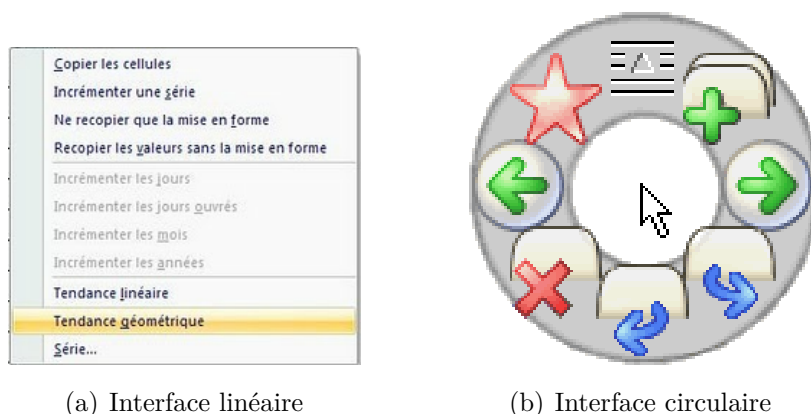 Copier les cellules
Incrémenter une série
Ne recopier que la mise en forme
Recopier les valeurs sans la mise en forme
Incrémenter les jours
Incrémenter les jours ouvrés
Incrémenter les mois
Incrémenter les années
Tendance linéaire
Tendance géométrique
Série...
(a) Interface linéaire
(b) Interface circulaire